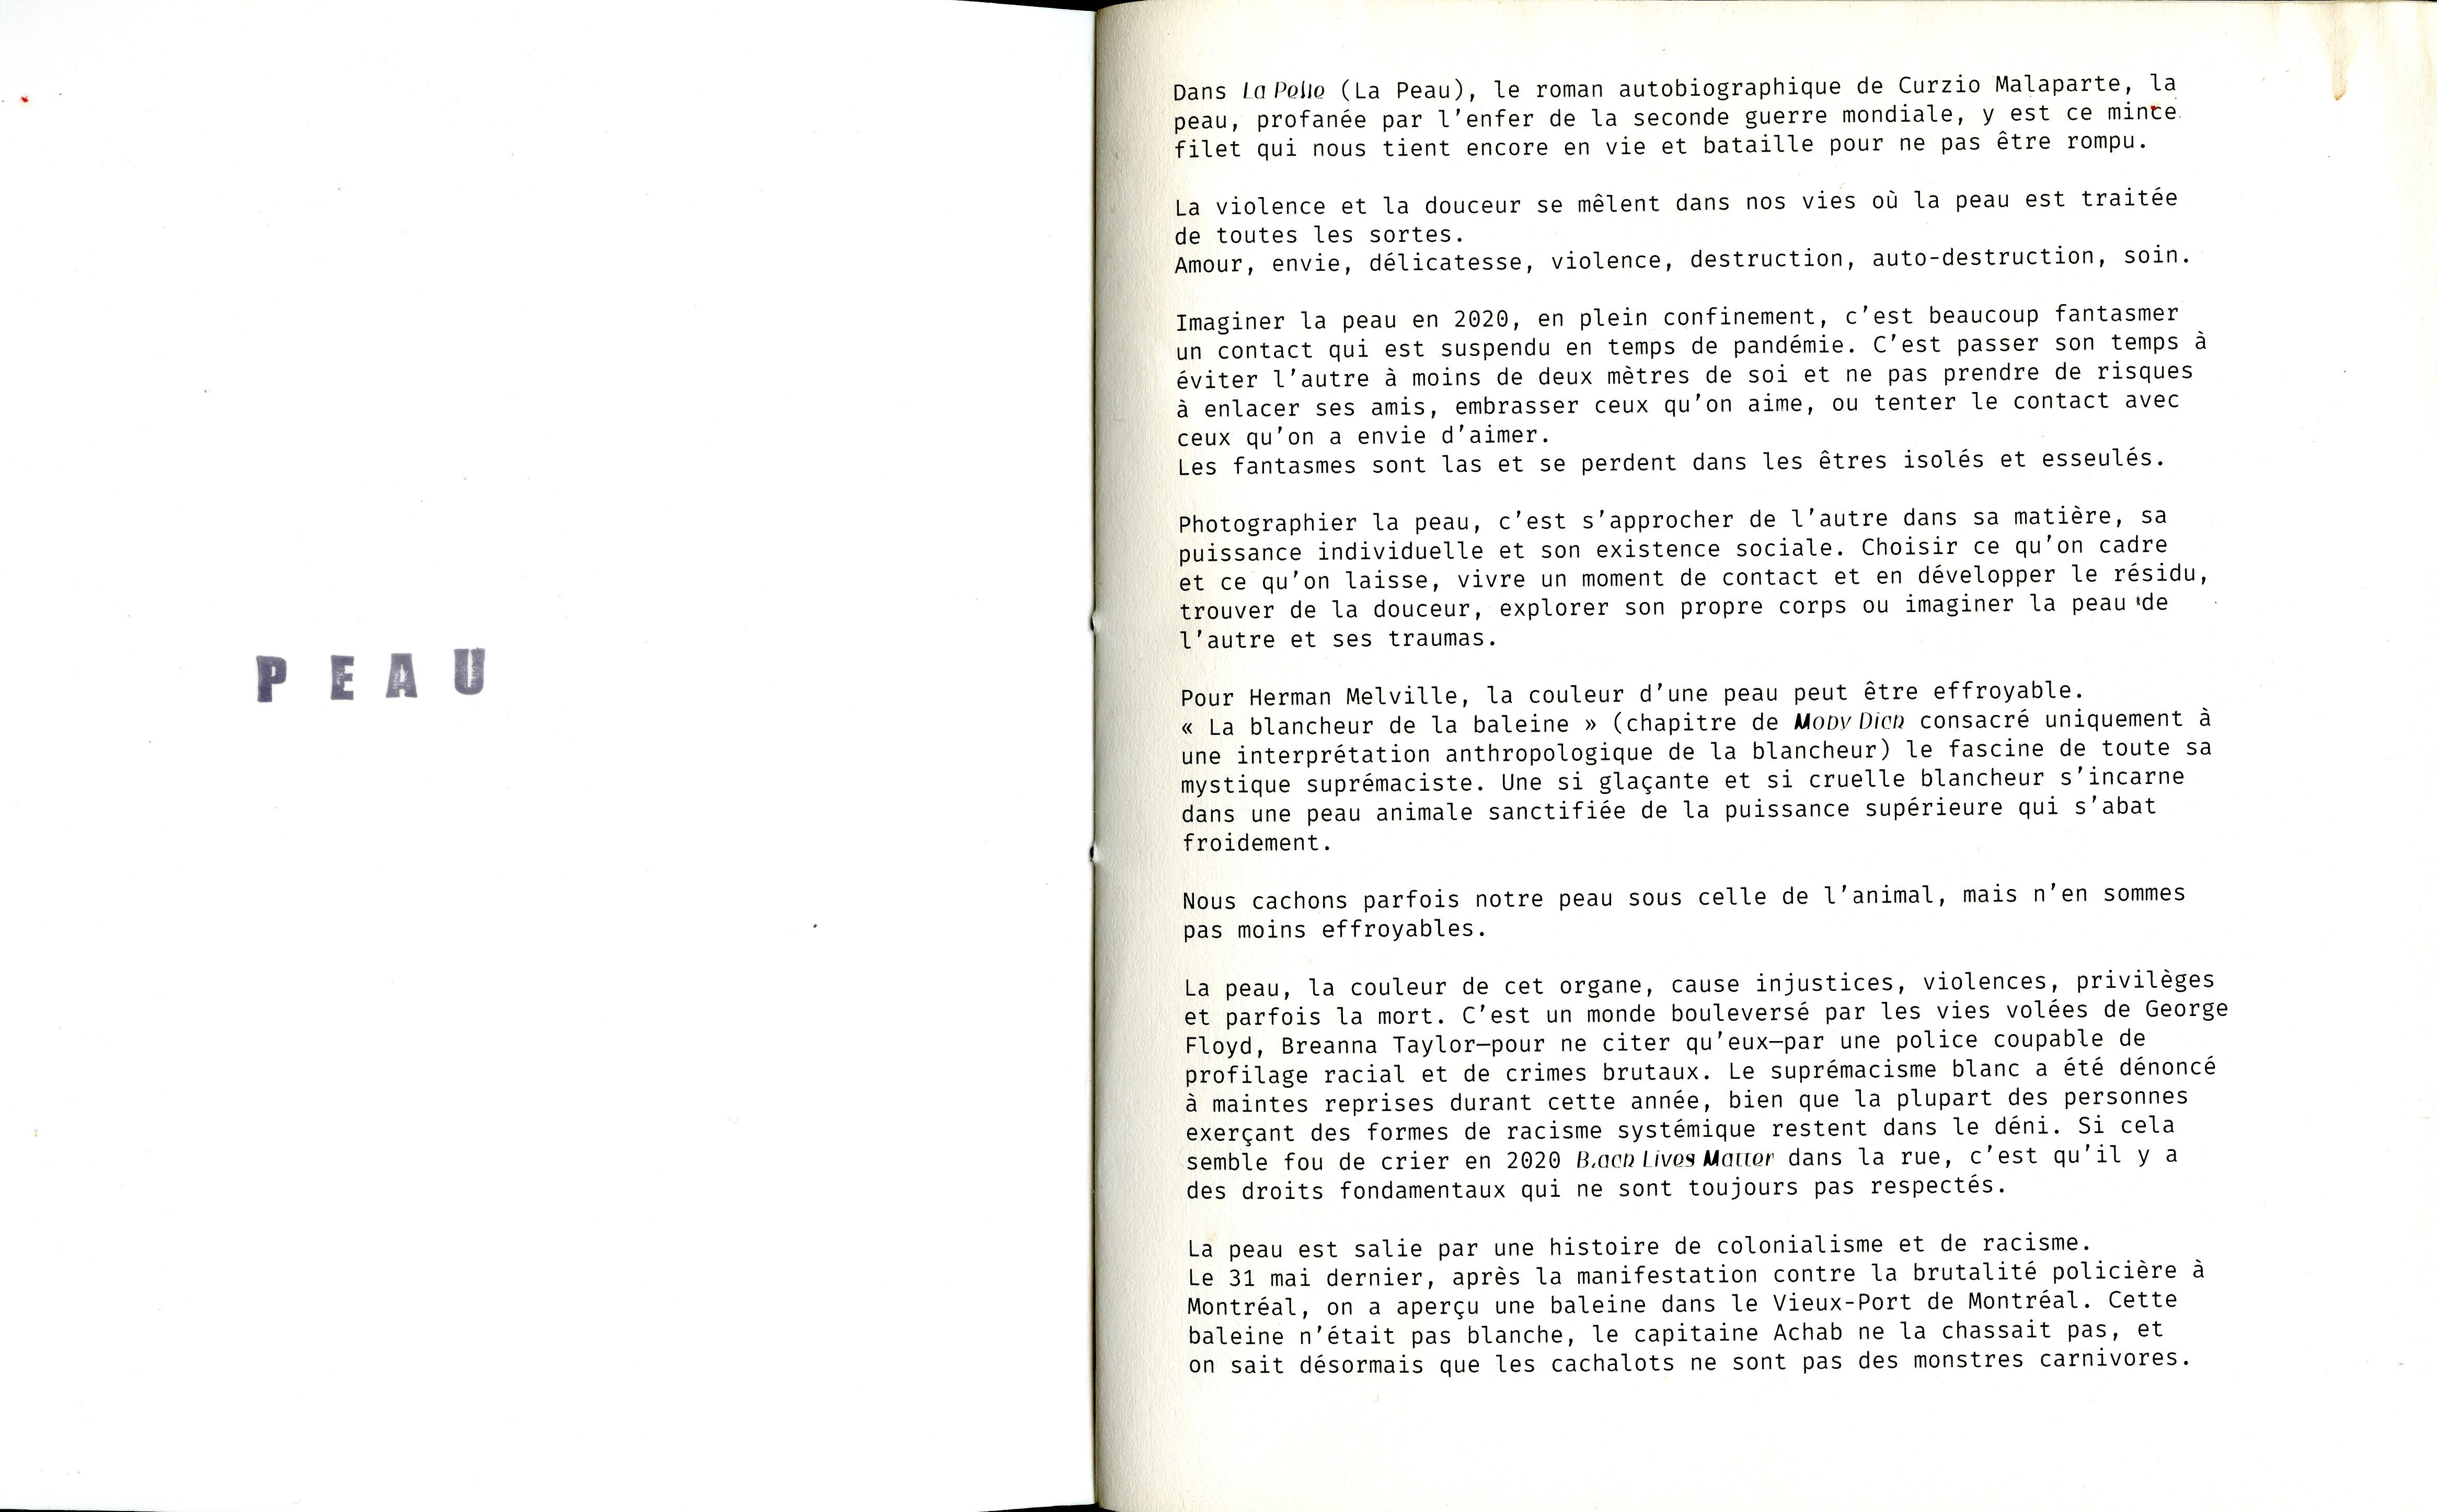 PEAU
Dans La Pelle (La Peau), le roman autobiographique de Curzio Malaparte, la
peau, profanée par l'enfer de la seconde guerre mondiale, y est ce mince
filet qui nous tient encore en vie et bataille pour ne pas être rompu.
La violence et la douceur se mêlent dans nos vies où la peau est traitée
de toutes les sortes.
Amour, envie, délicatesse, violence, destruction, auto-destruction, soin.
Imaginer la peau en 2020, en plein confinement, c'est beaucoup fantasmer
un contact qui est suspendu en temps de pandémie. C'est passer son temps à
éviter l'autre à moins de deux mètres de soi et ne pas prendre de risques
à enlacer ses amis, embrasser ceux qu'on aime, ou tenter le contact avec
ceux qu'on a envie d'aimer.
Les fantasmes sont las et se perdent dans les êtres isolés et esseulés.
Photographier la peau, c'est s'approcher de l'autre dans sa matière, sa
puissance individuelle et son existence sociale. Choisir ce qu'on cadre
et ce qu'on laisse, vivre un moment de contact et en développer le résidu,
trouver de la douceur, explorer son propre corps ou imaginer la peau de
l'autre et ses traumas.
Pour Herman Melville, la couleur d'une peau peut être effroyable.
« La blancheur de la baleine » (chapitre de Moby Dick consacré uniquement à
une interprétation anthropologique de la blancheur) le fascine de toute sa
mystique suprémaciste. Une si glaçante et si cruelle blancheur s'incarne
dans une peau animale sanctifiée de la puissance supérieure qui s'abat
froidement.
Nous cachons parfois notre peau sous celle de l'animal, mais n'en sommes
pas moins effroyables.
La peau, la couleur de cet organe, cause injustices, violences, privilèges
et parfois la mort. C'est un monde bouleversé par les vies volées de George
Floyd, Breanna Taylor—pour ne citer qu'eux—par une police coupable de
profilage racial et de crimes brutaux. Le suprémacisme blanc a été dénoncé
à maintes reprises durant cette année, bien que la plupart des personnes
exerçant des formes de racisme systémique restent dans le déni. Si cela
semble fou de crier en 2020 Black Lives Matter dans la rue, c'est qu'il y a
des droits fondamentaux qui ne sont toujours pas respectés.
La peau est salie par une histoire de colonialisme et de racisme.
Le 31 mai dernier, après la manifestation contre la brutalité policière à
Montréal, on a aperçu une baleine dans le Vieux-Port de Montréal. Cette
baleine n'était pas blanche, le capitaine Achab ne la chassait pas, et
on sait désormais que les cachalots ne sont pas des monstres carnivores.